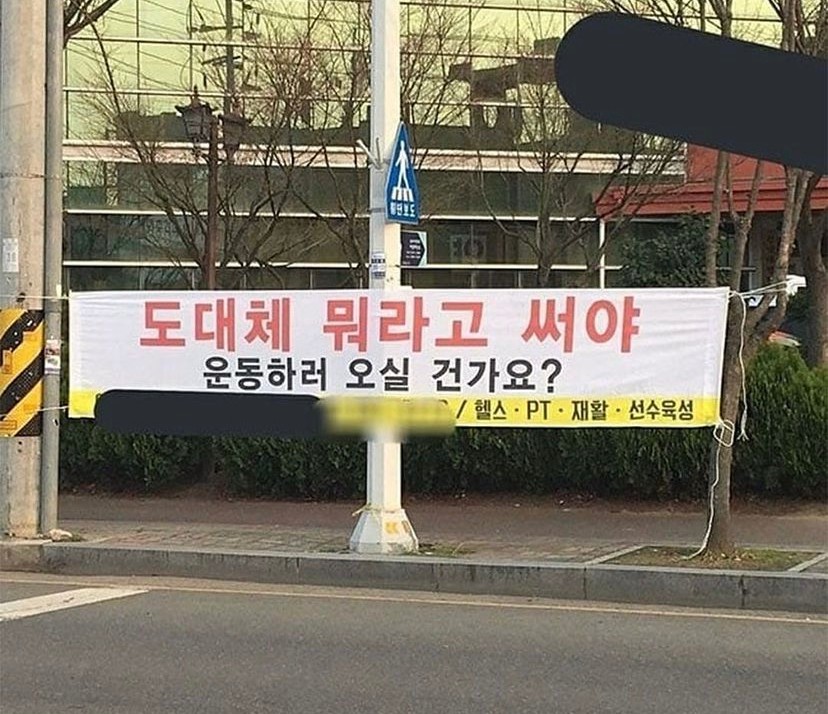 횡단보도
도대체 뭐라고 써야
운동하러 오실 건가요?
/ 헬스 · PT · 재활 · 선수육성